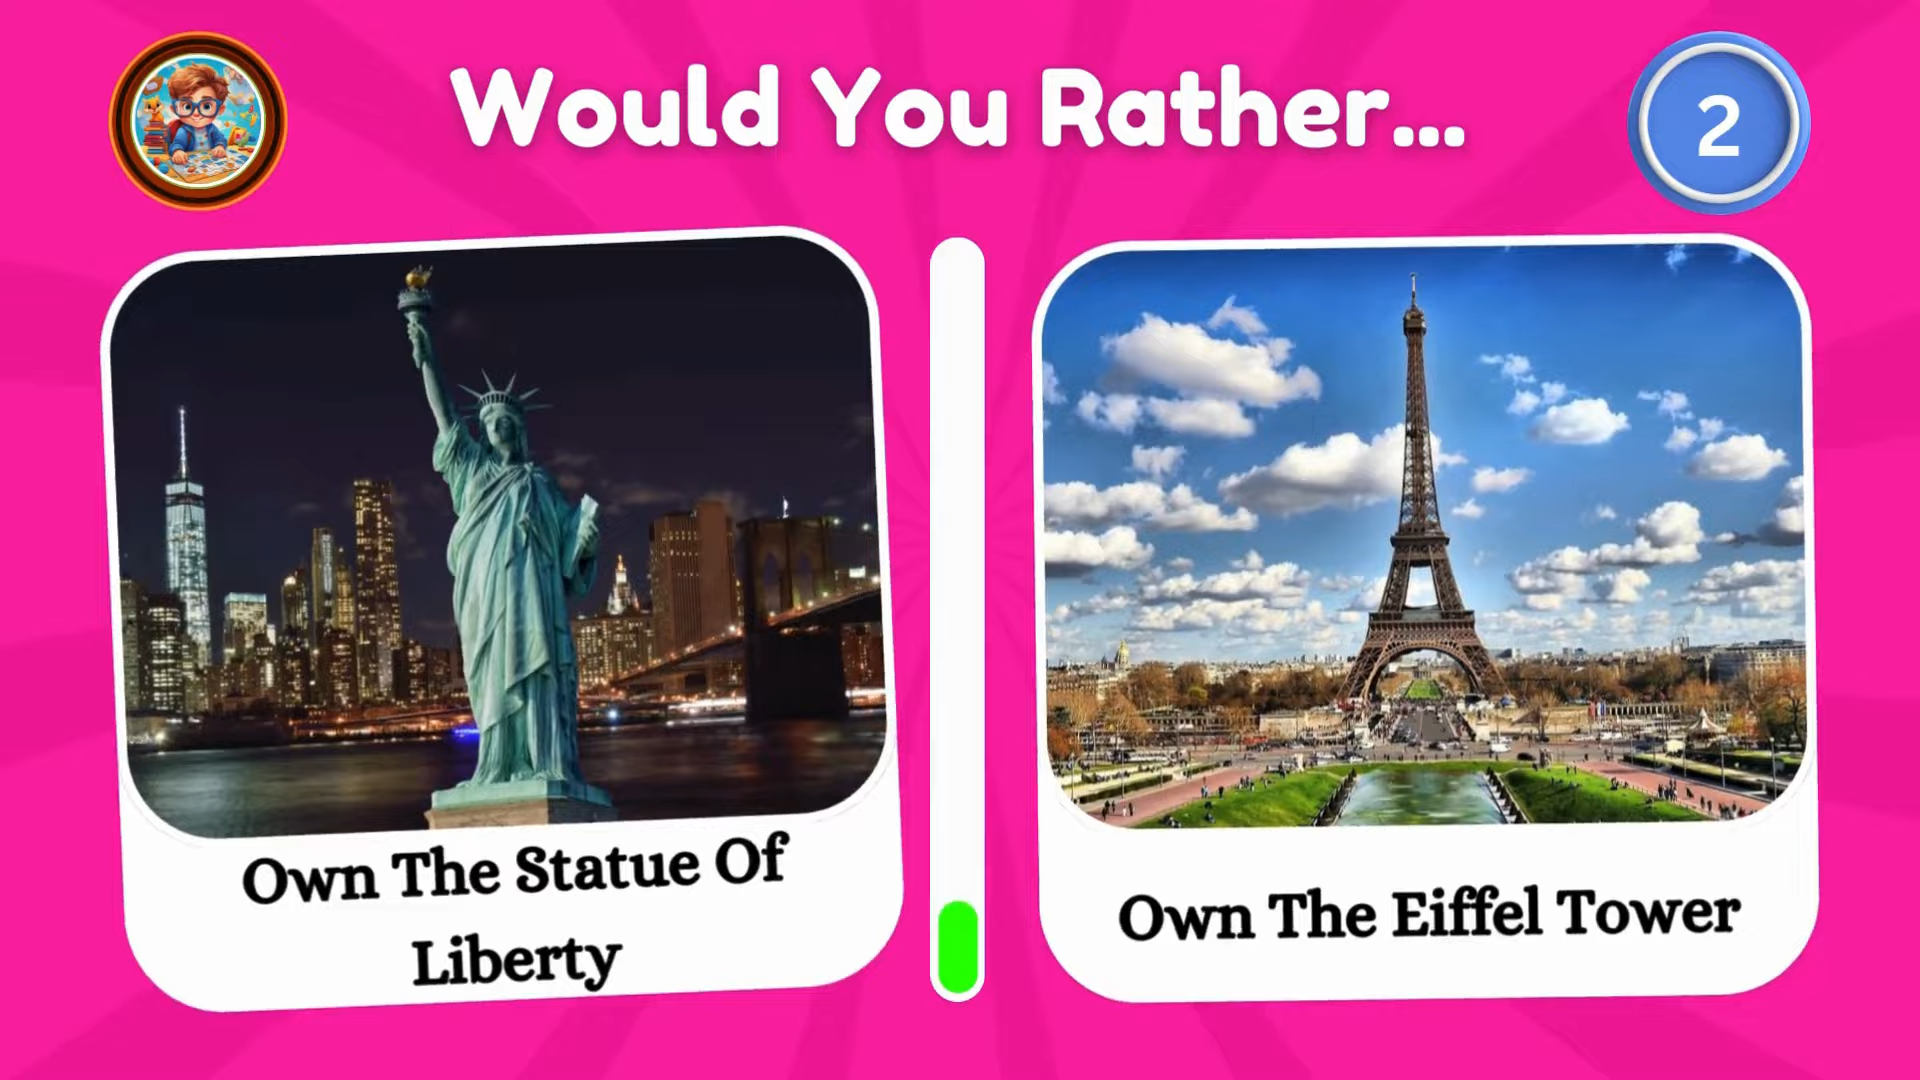 Would You Rather...
2
Own The Statue Of
Liberty
Own The Eiffel Tower